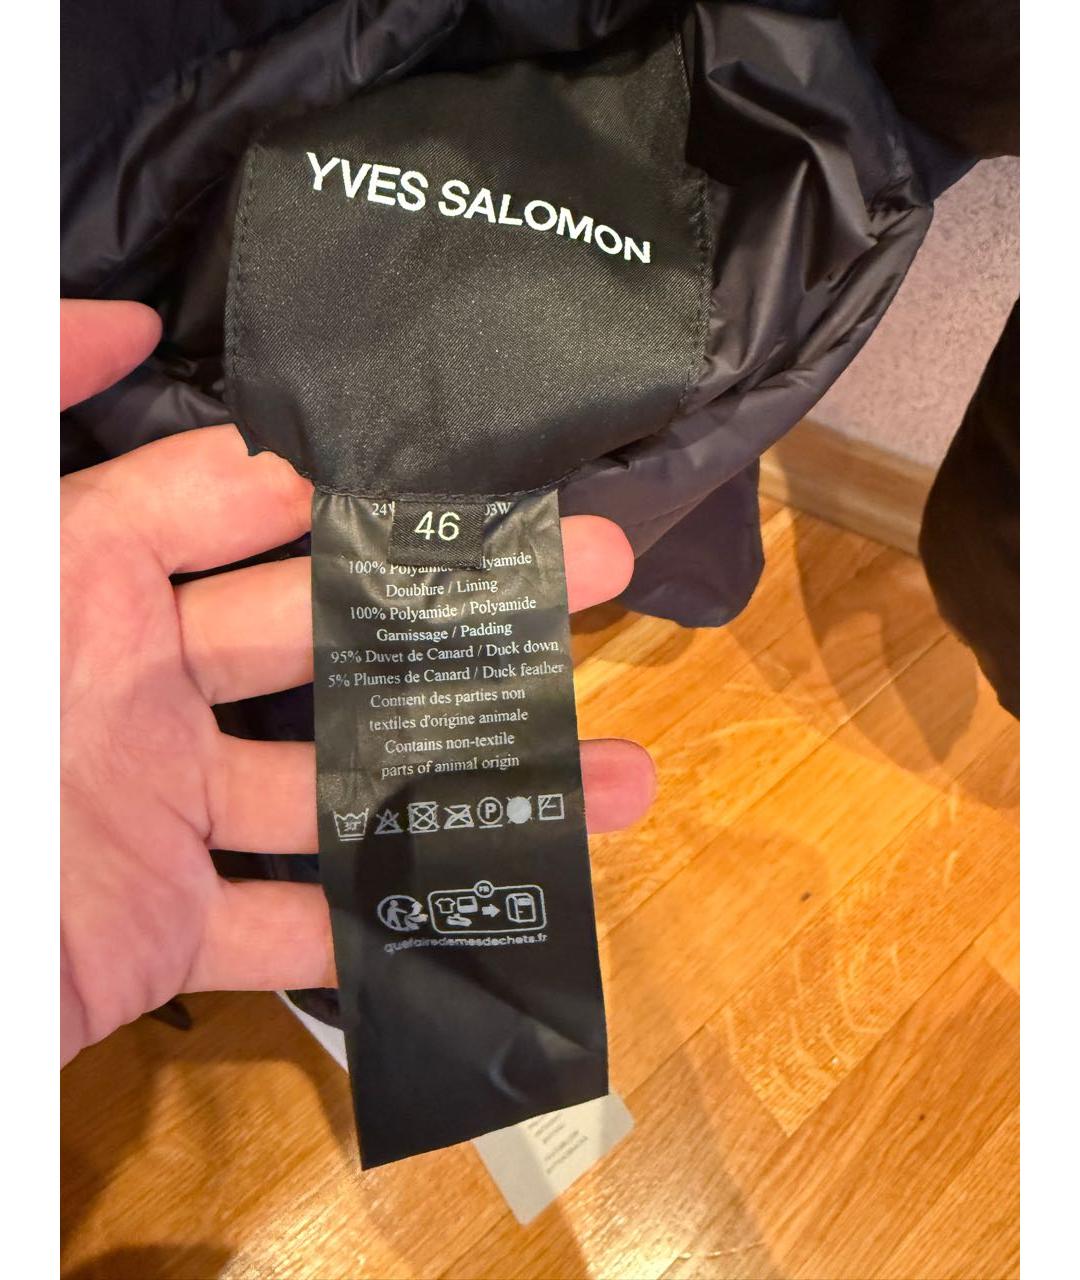 YVES SALOMON
46
100% Polyamide
Doublure / Lining
100% Polyamide / Polyamide
Garnissage / Padding
95% Duvet de Canard / Duck down
5% Plumes de Canard / Duck feather
Contient des parties non
textiles d'origine animale
Contains non-textile
parts of animal origin
30°
P
FR
quefairedemesdechets.fr